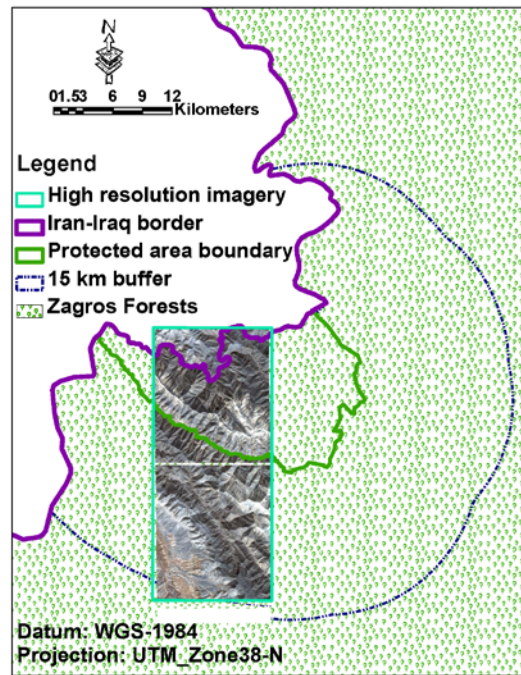 N
01.53 6 9 12
Kilometers
Legend
High resolution imagery
Iran-Iraq border
Protected area boundary
15 km buffer
Zagros Forests
Datum: WGS-1984
Projection: UTM_Zone38-N